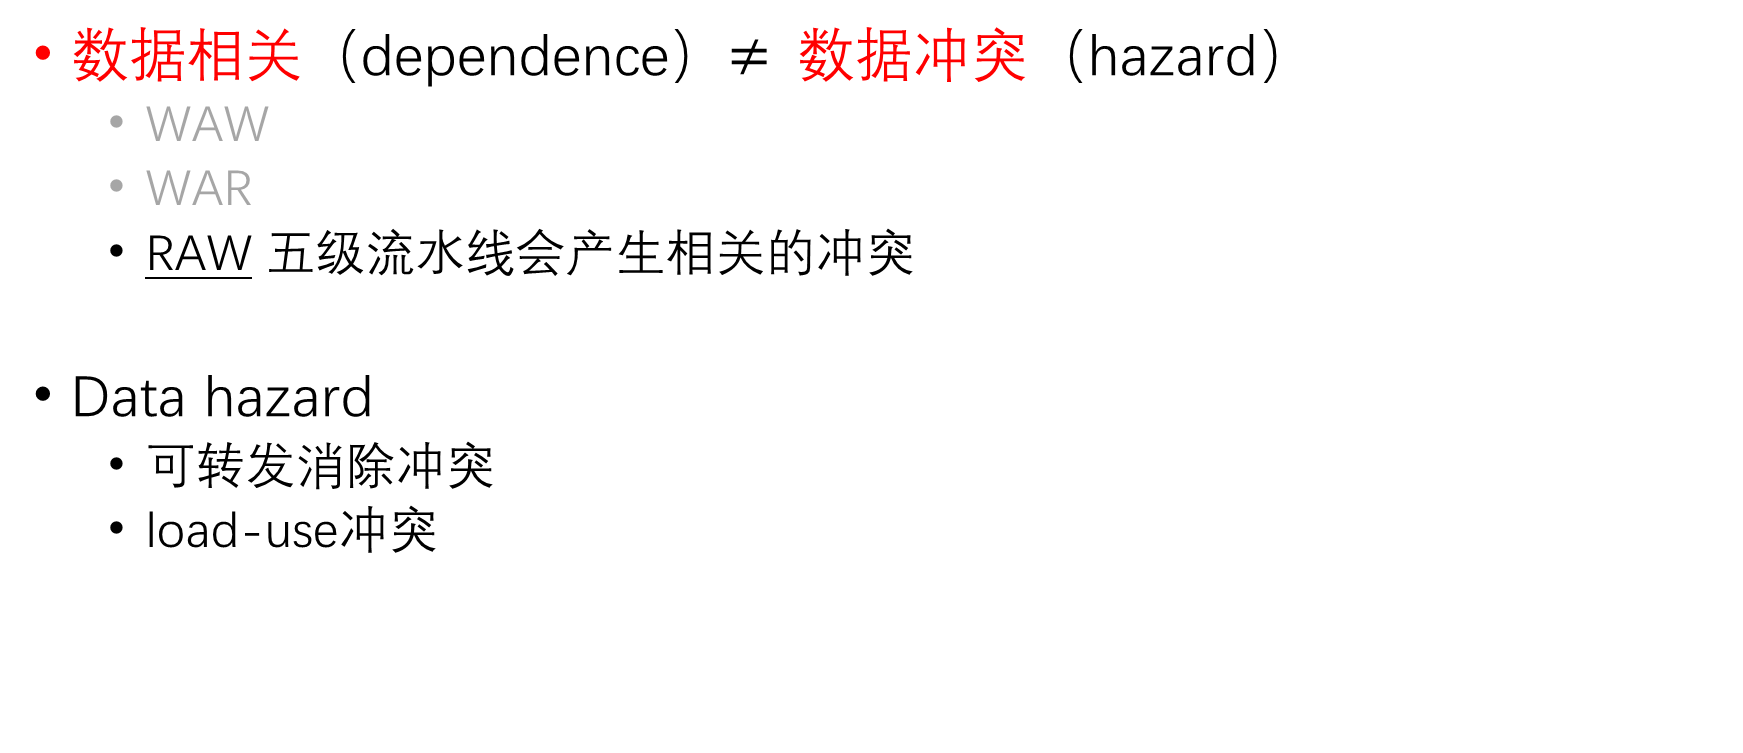 • 数据相关（dependence）≠ 数据冲突（hazard）
• WAW
• WAR
• RAW 五级流水线会产生相关的冲突
• Data hazard
• 可转发消除冲突
• load-use冲突